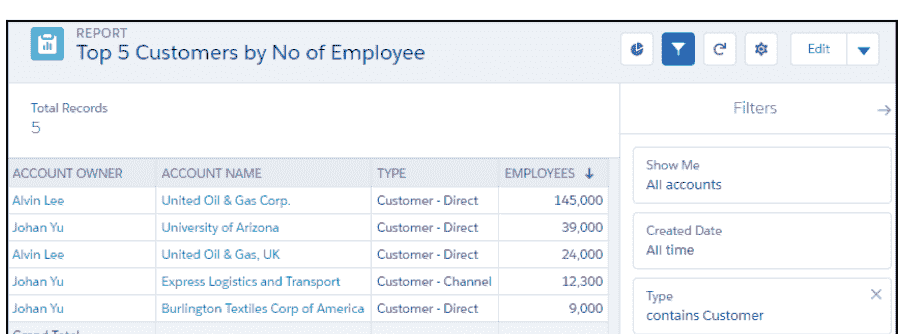 REPORT
Top 5 Customers by No of Employee
Edit
Total Records
5
Filters
ACCOUNT OWNER ACCOUNT NAME TYPE EMPLOYEES ↓
Alvin Lee United Oil & Gas Corp. Customer - Direct 145,000
Johan Yu University of Arizona Customer - Direct 39,000
Alvin Lee United Oil & Gas, UK Customer - Direct 24,000
Johan Yu Express Logistics and Transport Customer - Channel 12,300
Johan Yu Burlington Textiles Corp of America Customer - Direct 9,000
Grand Total
Show Me
All accounts
Created Date
All time
Type
contains Customer